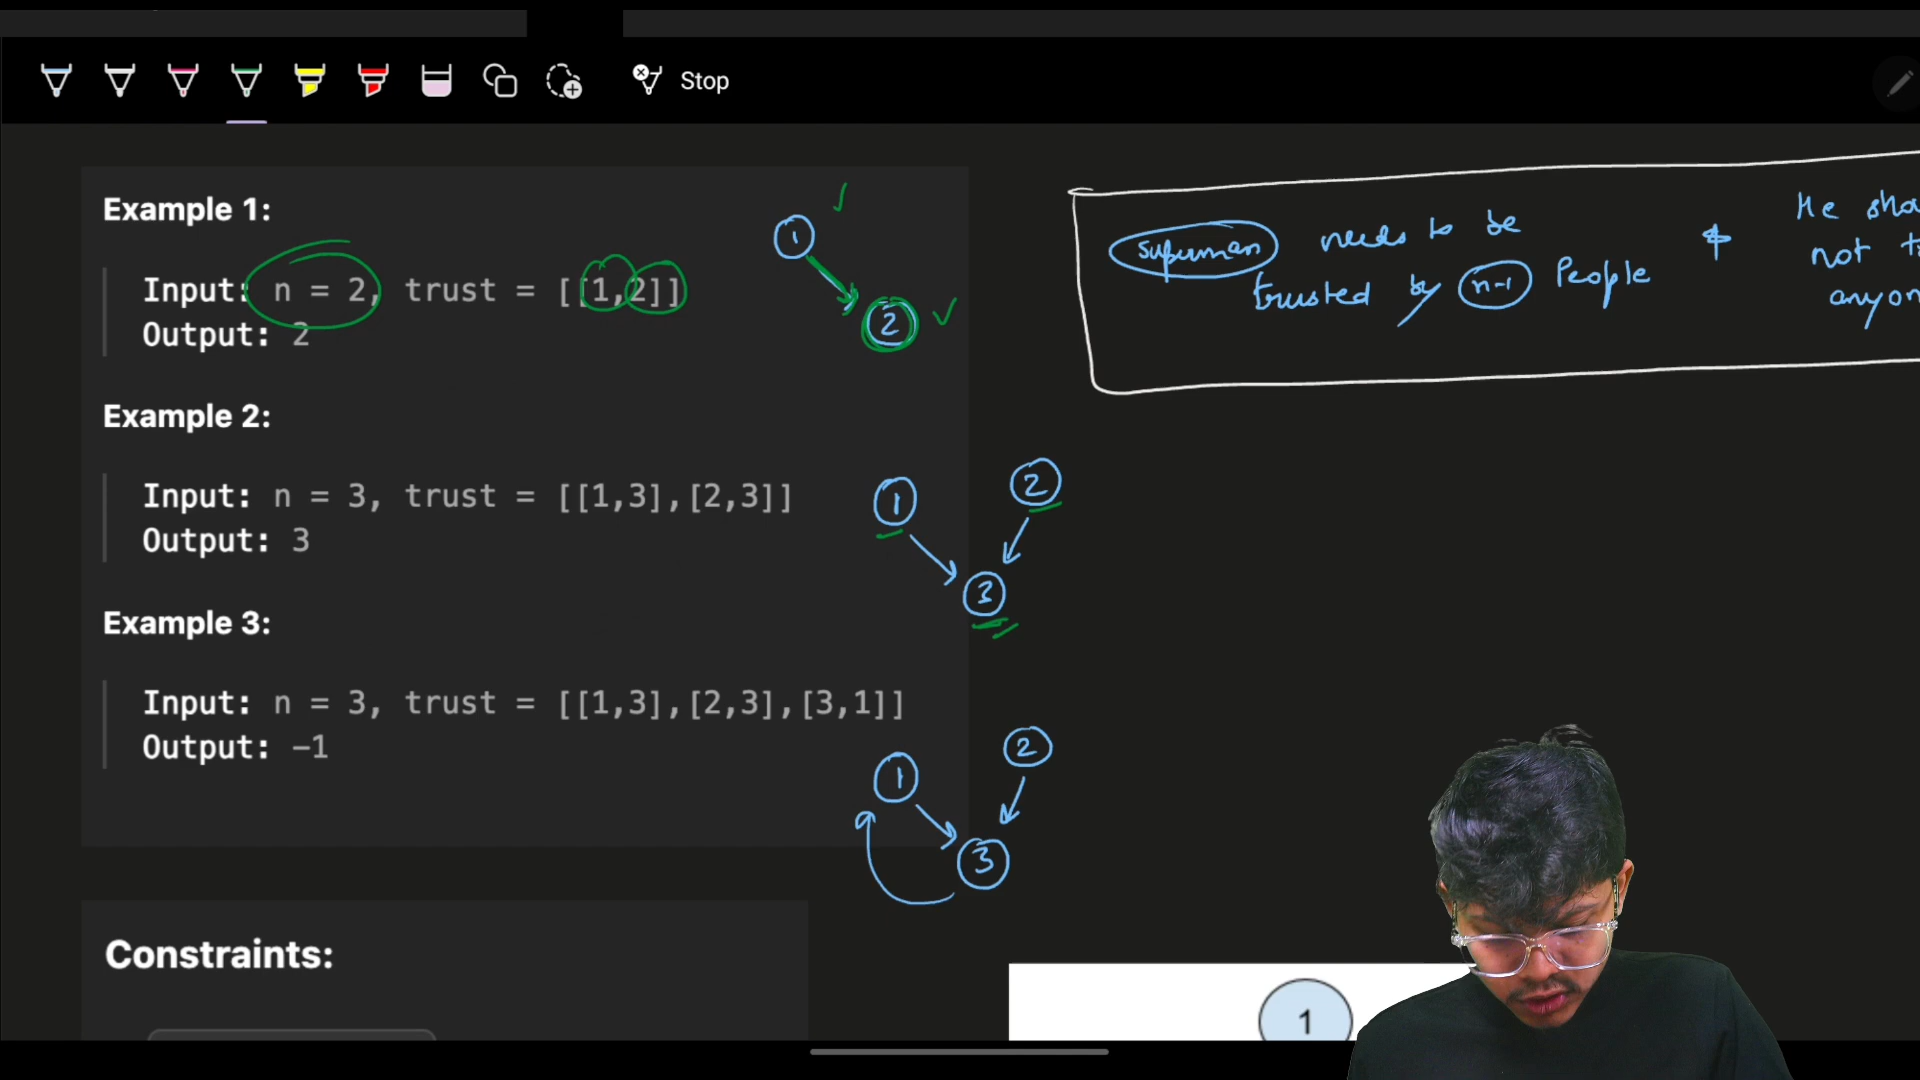 Stop
Example 1:
Input: n = 2, trust = [[1,2]]
Output: 2
1
2
superman needs to be
trusted by n-1 People
He sho
not t
anyon
Example 2:
Input: n = 3, trust = [[1,3],[2,3]]
Output: 3
1
2
3
Example 3:
Input: n = 3, trust = [[1,3],[2,3],[3,1]]
Output: -1
1
2
3
Constraints:
1